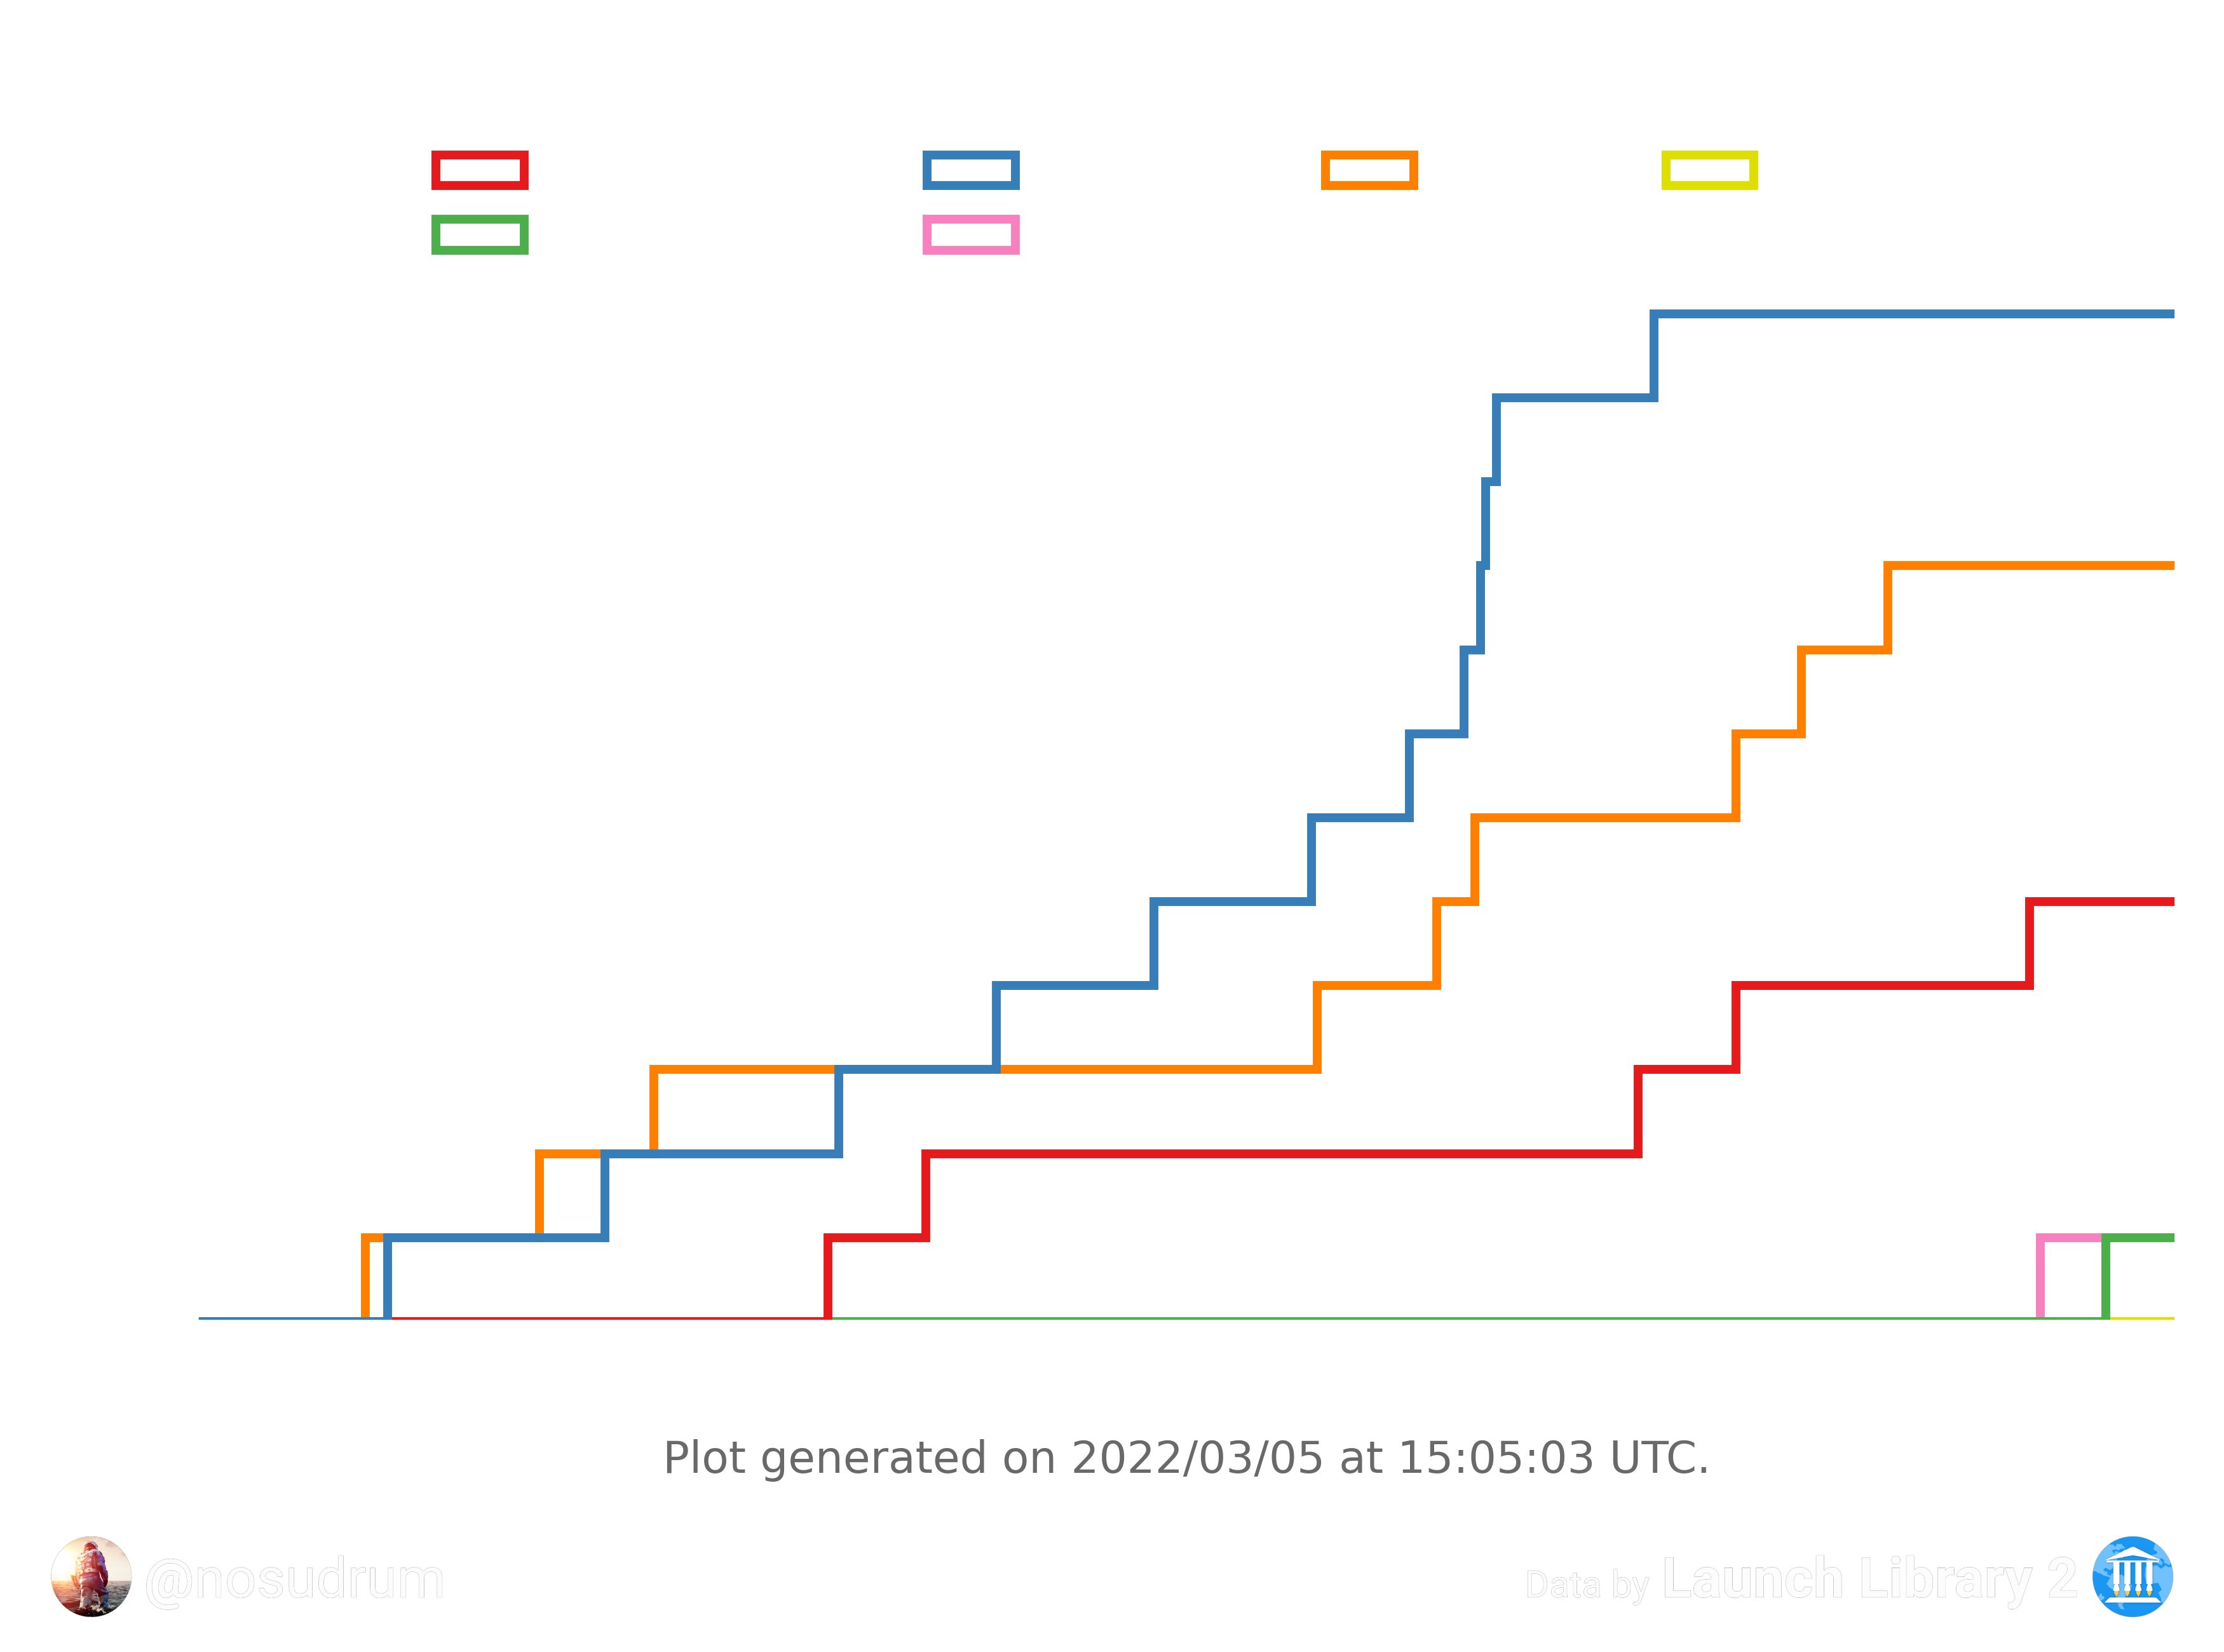 Plot generated on 2022/03/05 at 15:05:03 UTC.
@nosudrum
Data by Launch Library 2